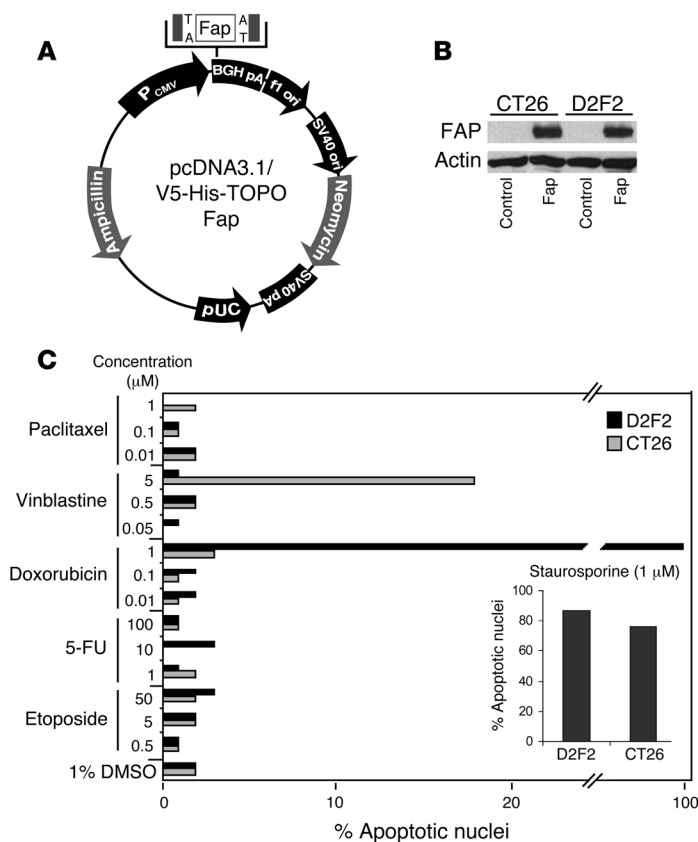 A
T A
A Fap T
P CMV
BGH pA
f1 ori
SV40 ori
Neomycin
SV40 pA
pUC
Ampicillin
pcDNA3.1/
V5-His-TOPO
Fap
B
CT26 D2F2
FAP
Actin
Control Fap Control Fap
C
Concentration
(μM)
D2F2
CT26
Paclitaxel
1
0.1
0.01
Vinblastine
5
0.5
0.05
Doxorubicin
1
0.1
0.01
5-FU
100
10
1
Etoposide
50
5
0.5
1% DMSO
0 10 20 100
% Apoptotic nuclei
Staurosporine (1 μM)
% Apoptotic nuclei
100
80
60
40
20
0
D2F2 CT26